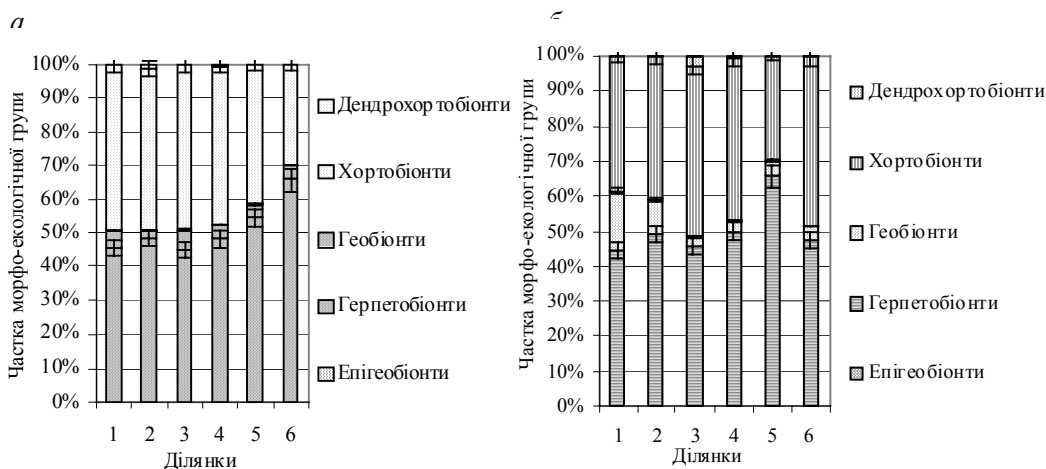 а
Частка морфо-екологічної групи
100%
90%
80%
70%
60%
50%
40%
30%
20%
10%
0%
1 2 3 4 5 6
Ділянки
Дендрохортобіонти
Хортобіонти
Геобіонти
Герпетобіонти
Епігеобіонти
б
Частка морфо-екологічної групи
100%
90%
80%
70%
60%
50%
40%
30%
20%
10%
0%
1 2 3 4 5 6
Ділянки
Дендрохортобіонти
Хортобіонти
Геобіонти
Герпетобіонти
Епігеобіонти